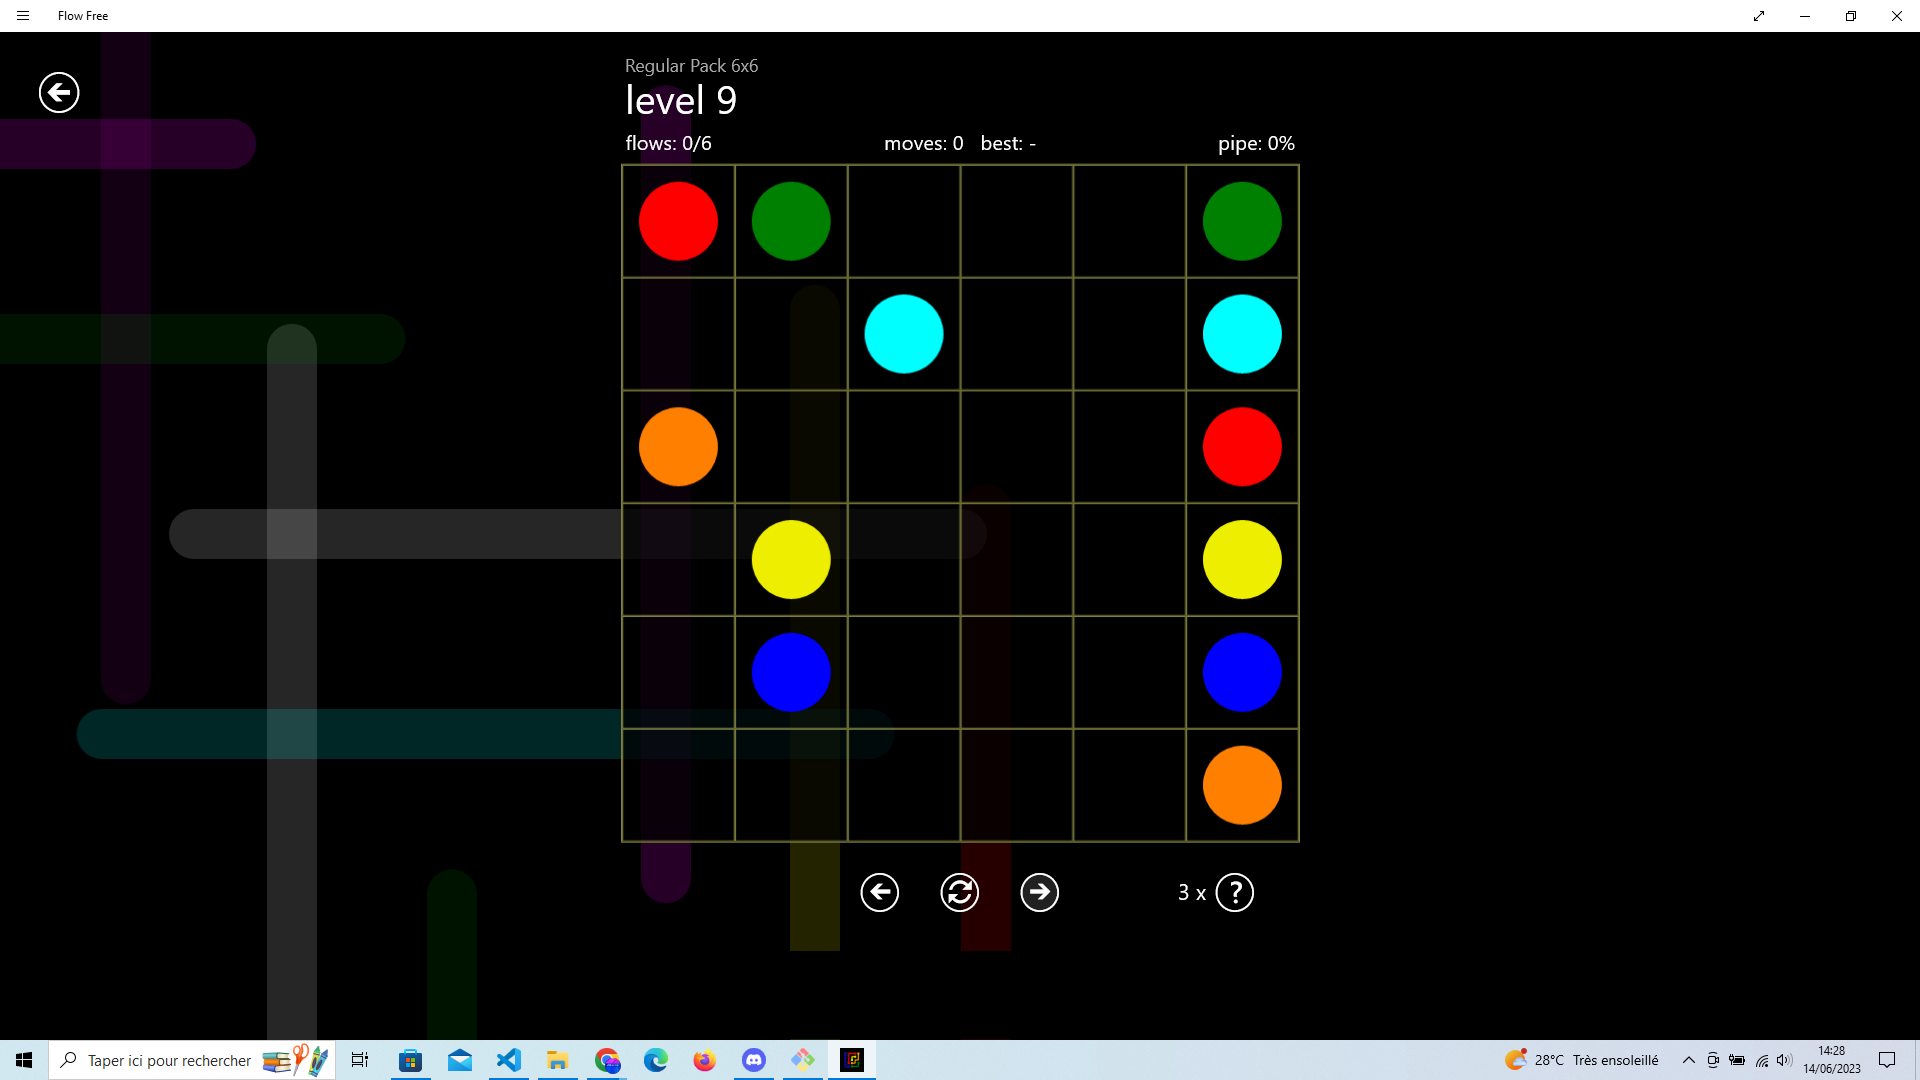 Flow Free
Regular Pack 6x6
level 9
flows: 0/6 moves: 0 best: - pipe: 0%
3 x ?
Taper ici pour rechercher
28°C Très ensoleillé
14:28
14/06/2023